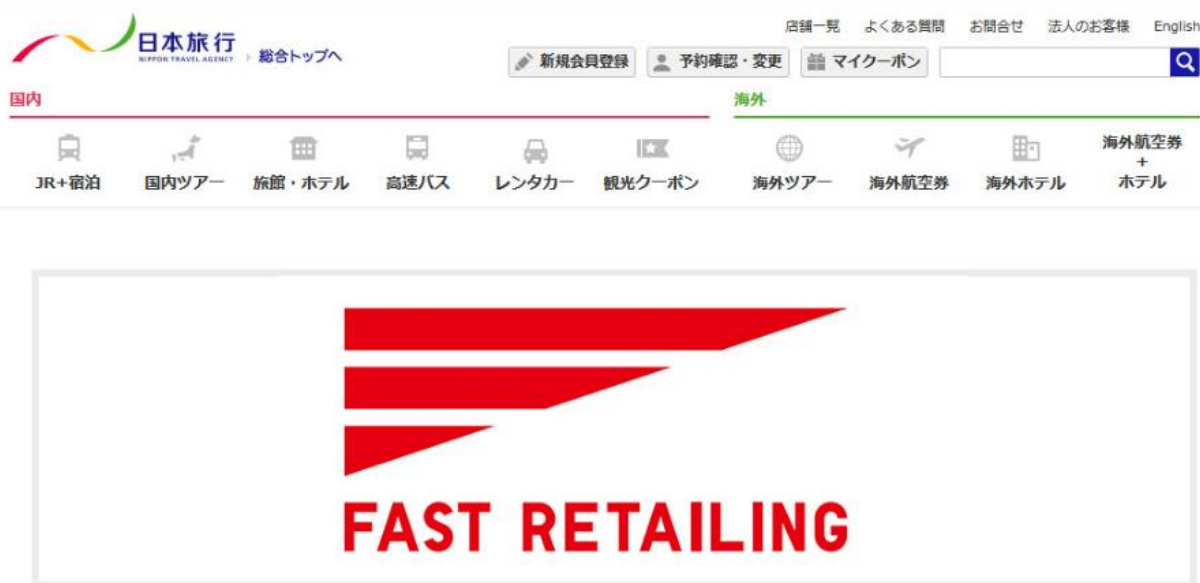 店舗一覧 よくある質問 お問合せ 法人のお客様 English
日本旅行
NIPPON TRAVEL AGENCY
総合トップへ
新規会員登録 予約確認・変更 マイクーポン
国内
海外
JR+宿泊 国内ツアー 旅館・ホテル 高速バス レンタカー 観光クーポン 海外ツアー 海外航空券 海外ホテル
海外航空券
+
ホテル
FAST RETAILING